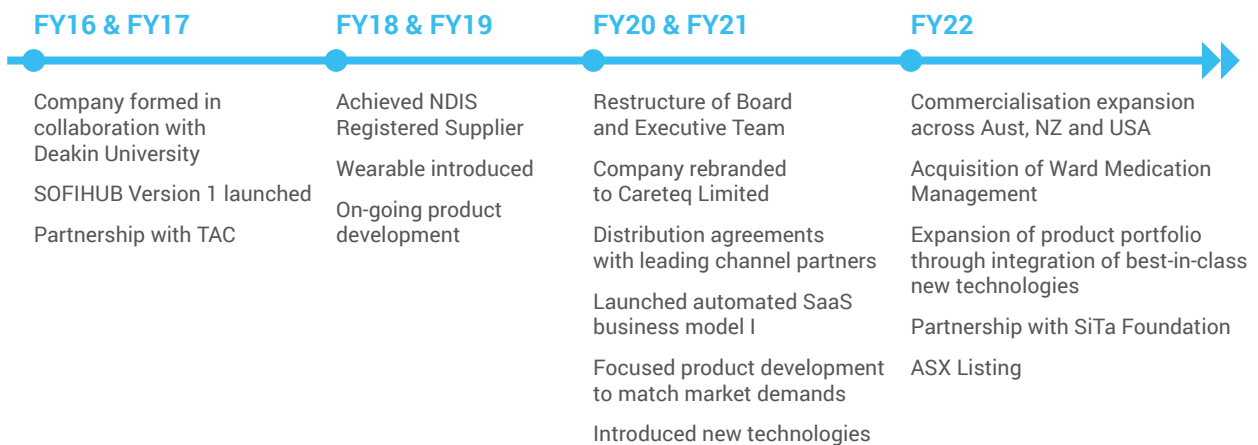 FY16 & FY17
Company formed in
collaboration with
Deakin University
SOFIHUB Version 1 launched
Partnership with TAC
FY18 & FY19
Achieved NDIS
Registered Supplier
Wearable introduced
On-going product
development
FY20 & FY21
Restructure of Board
and Executive Team
Company rebranded
to Careteq Limited
Distribution agreements
with leading channel partners
Launched automated SaaS
business model I
Focused product development
to match market demands
Introduced new technologies
FY22
Commercialisation expansion
across Aust, NZ and USA
Acquisition of Ward Medication
Management
Expansion of product portfolio
through integration of best-in-class
new technologies
Partnership with SiTa Foundation
ASX Listing